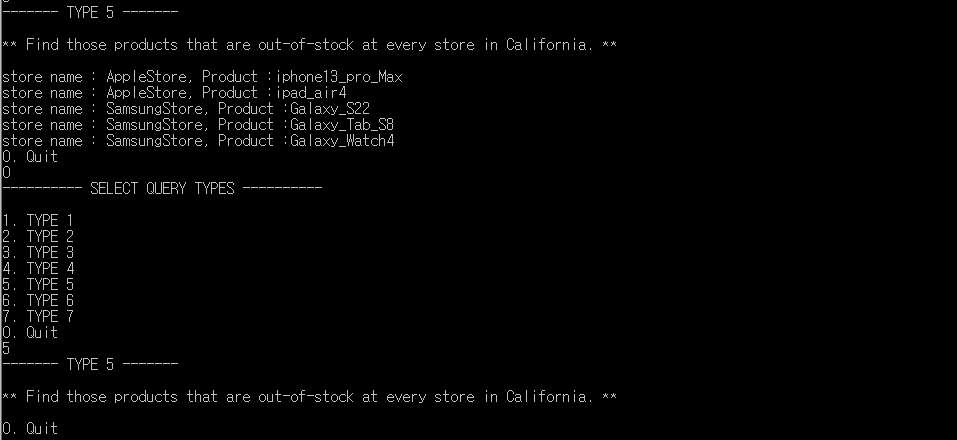 ------- TYPE 5 -------
** Find those products that are out-of-stock at every store in California. **
store name : AppleStore, Product :iphone13_pro_Max
store name : AppleStore, Product :ipad_air4
store name : SamsungStore, Product :Galaxy_S22
store name : SamsungStore, Product :Galaxy_Tab_S8
store name : SamsungStore, Product :Galaxy_Watch4
0. Quit
0
---------- SELECT QUERY TYPES ----------
1. TYPE 1
2. TYPE 2
3. TYPE 3
4. TYPE 4
5. TYPE 5
6. TYPE 6
7. TYPE 7
0. Quit
5
------- TYPE 5 -------
** Find those products that are out-of-stock at every store in California. **
0. Quit